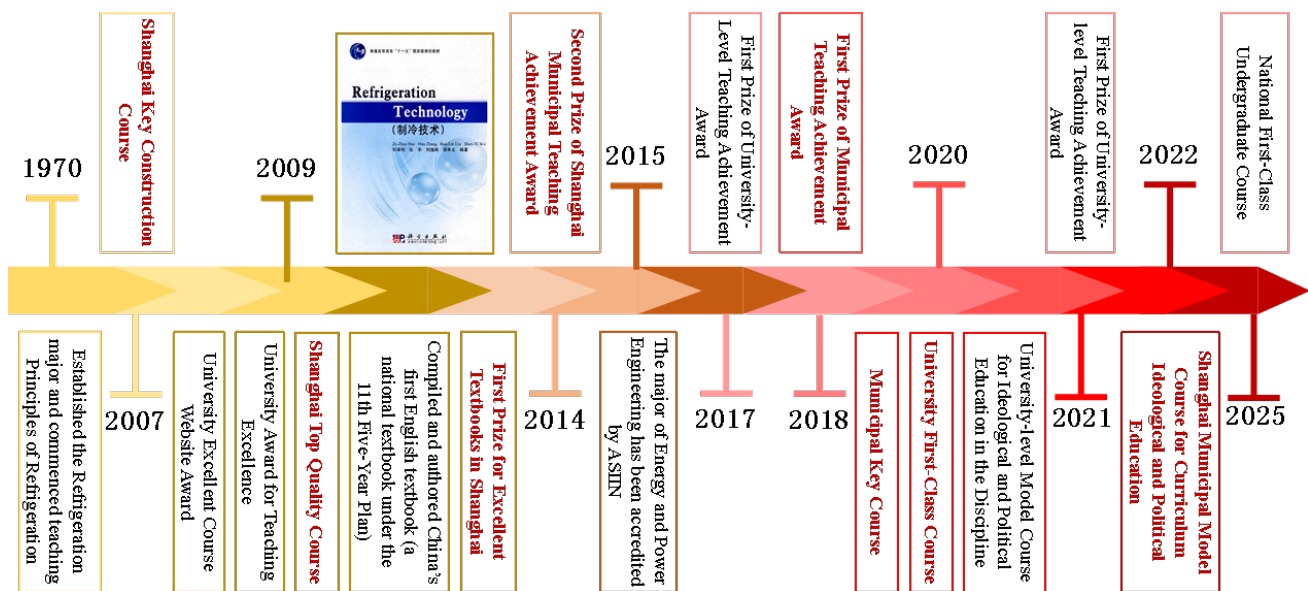 1970
Established the Refrigeration
major and commenced teaching
Principles of Refrigeration
Shanghai Key Construction
Course
2007
University Excellent Course
Website Award
2009
University Award for Teaching
Excellence
Shanghai Top Quality Course
Refrigeration
Technology
(制冷技术)
科学出版社
Compiled and authored China's
first English textbook (a
national textbook under the
11th Five-Year Plan)
First Prize for Excellent
Textbooks in Shanghai
Second Prize of Shanghai
Municipal Teaching
Achievement Award
2014
2015
The major of Energy and Power
Engineering has been accredited
by ASIIN
First Prize of University-
Level Teaching Achievement
Award
2017
First Prize of Municipal
Teaching Achievement
Award
2018
Municipal Key Course
2020
University First-Class Course
University-level Model Course
for Ideological and Political
Education in the Discipline
First Prize of University-
level Teaching Achievement
Award
2021
2022
Shanghai Municipal Model
Course for Curriculum
Ideological and Political
Education
National First-Class
Undergraduate Course
2025